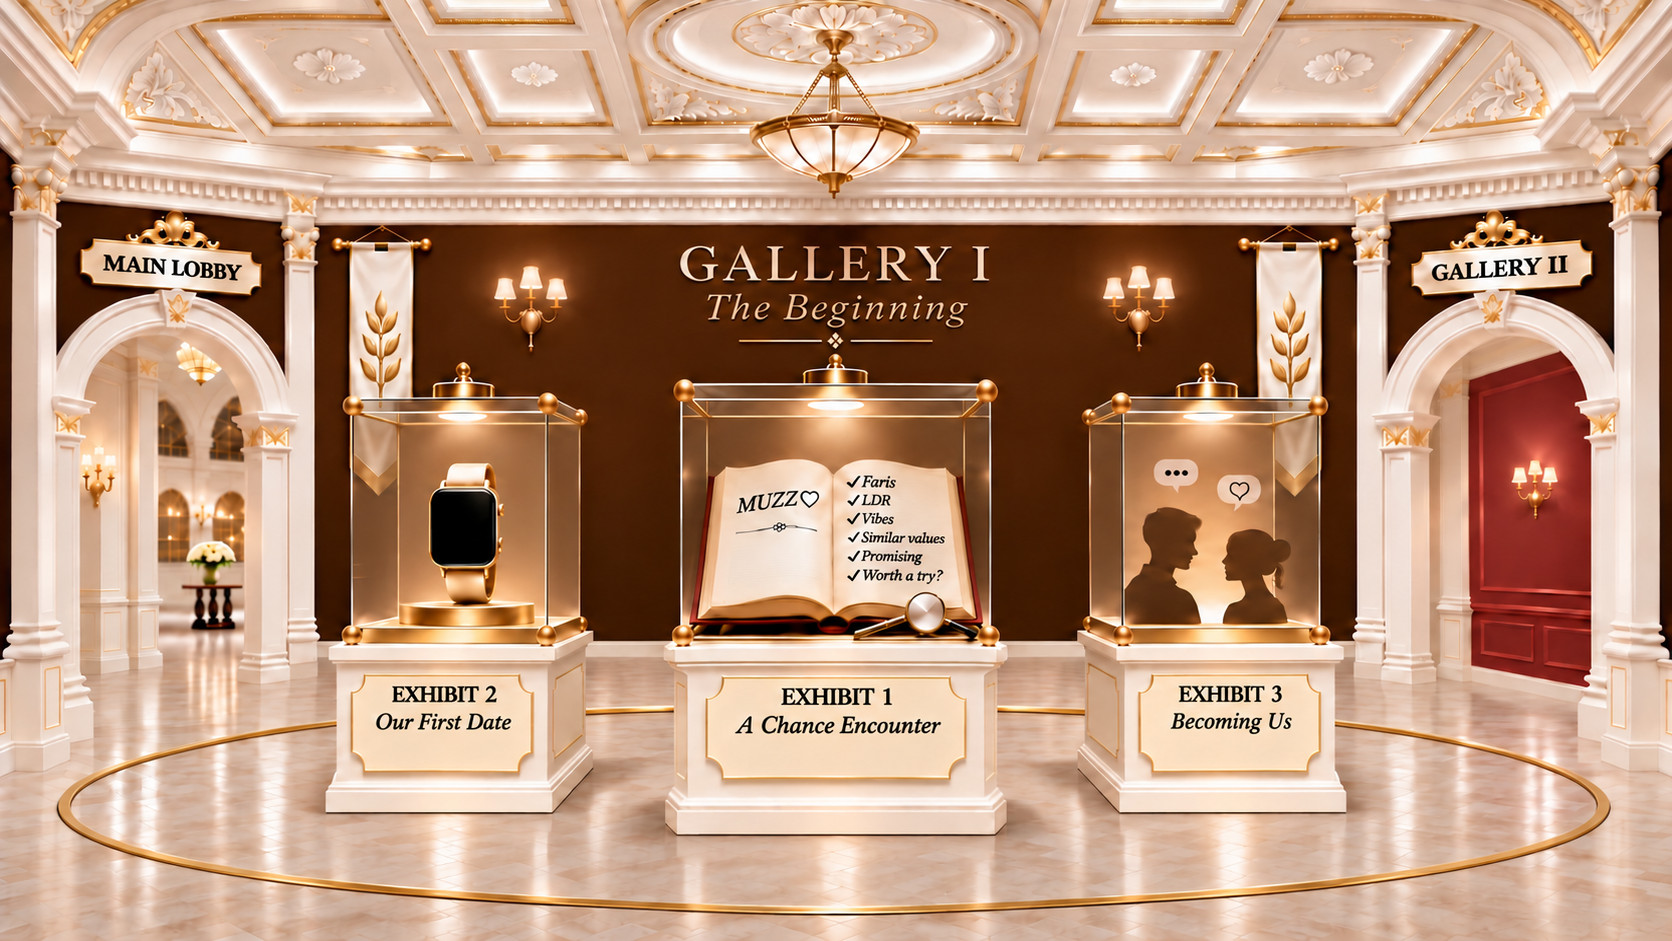 MAIN LOBBY
GALLERY I
The Beginning
GALLERY II
MUZZ♡
✓ Faris
✓ LDR
✓ Vibes
✓ Similar values
✓ Promising
✓ Worth a try?
EXHIBIT 2
Our First Date
EXHIBIT 1
A Chance Encounter
EXHIBIT 3
Becoming Us